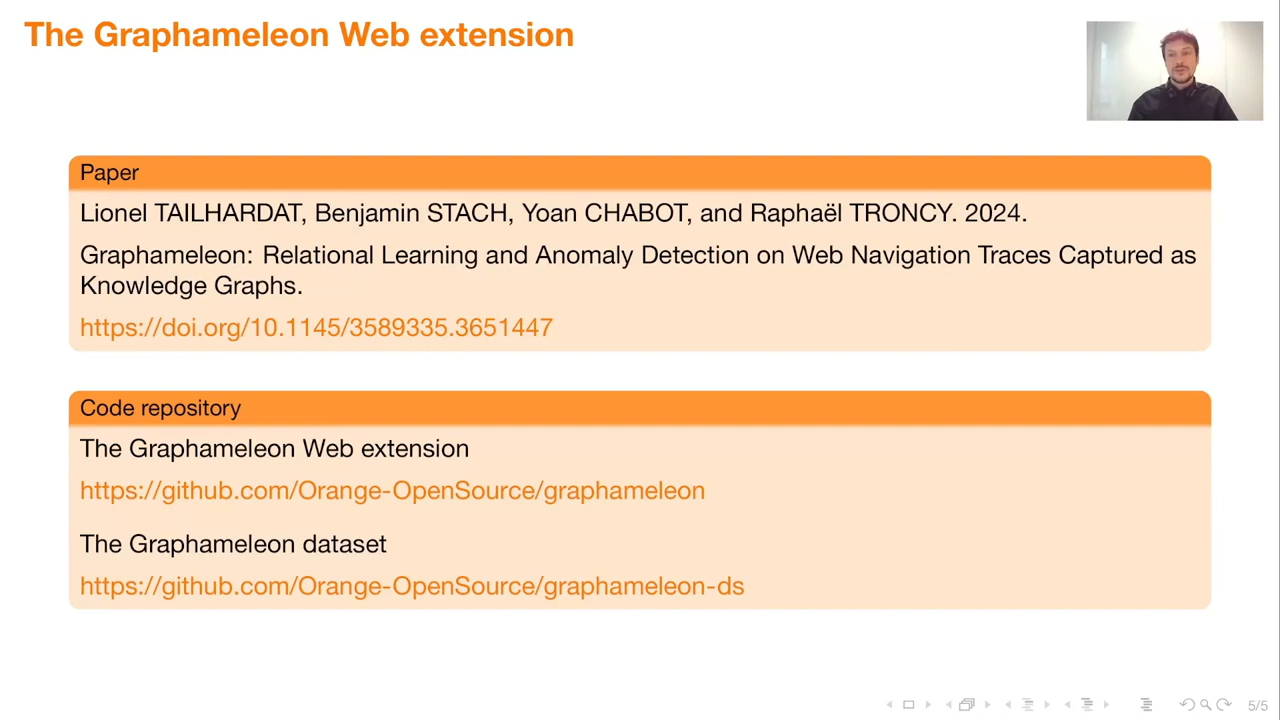 The Graphameleon Web extension
Paper
Lionel TAILHARDAT, Benjamin STACH, Yoan CHABOT, and Raphaël TRONCY. 2024.
Graphameleon: Relational Learning and Anomaly Detection on Web Navigation Traces Captured as
Knowledge Graphs.
https://doi.org/10.1145/3589335.3651447
Code repository
The Graphameleon Web extension
https://github.com/Orange-OpenSource/graphameleon
The Graphameleon dataset
https://github.com/Orange-OpenSource/graphameleon-ds
5/5